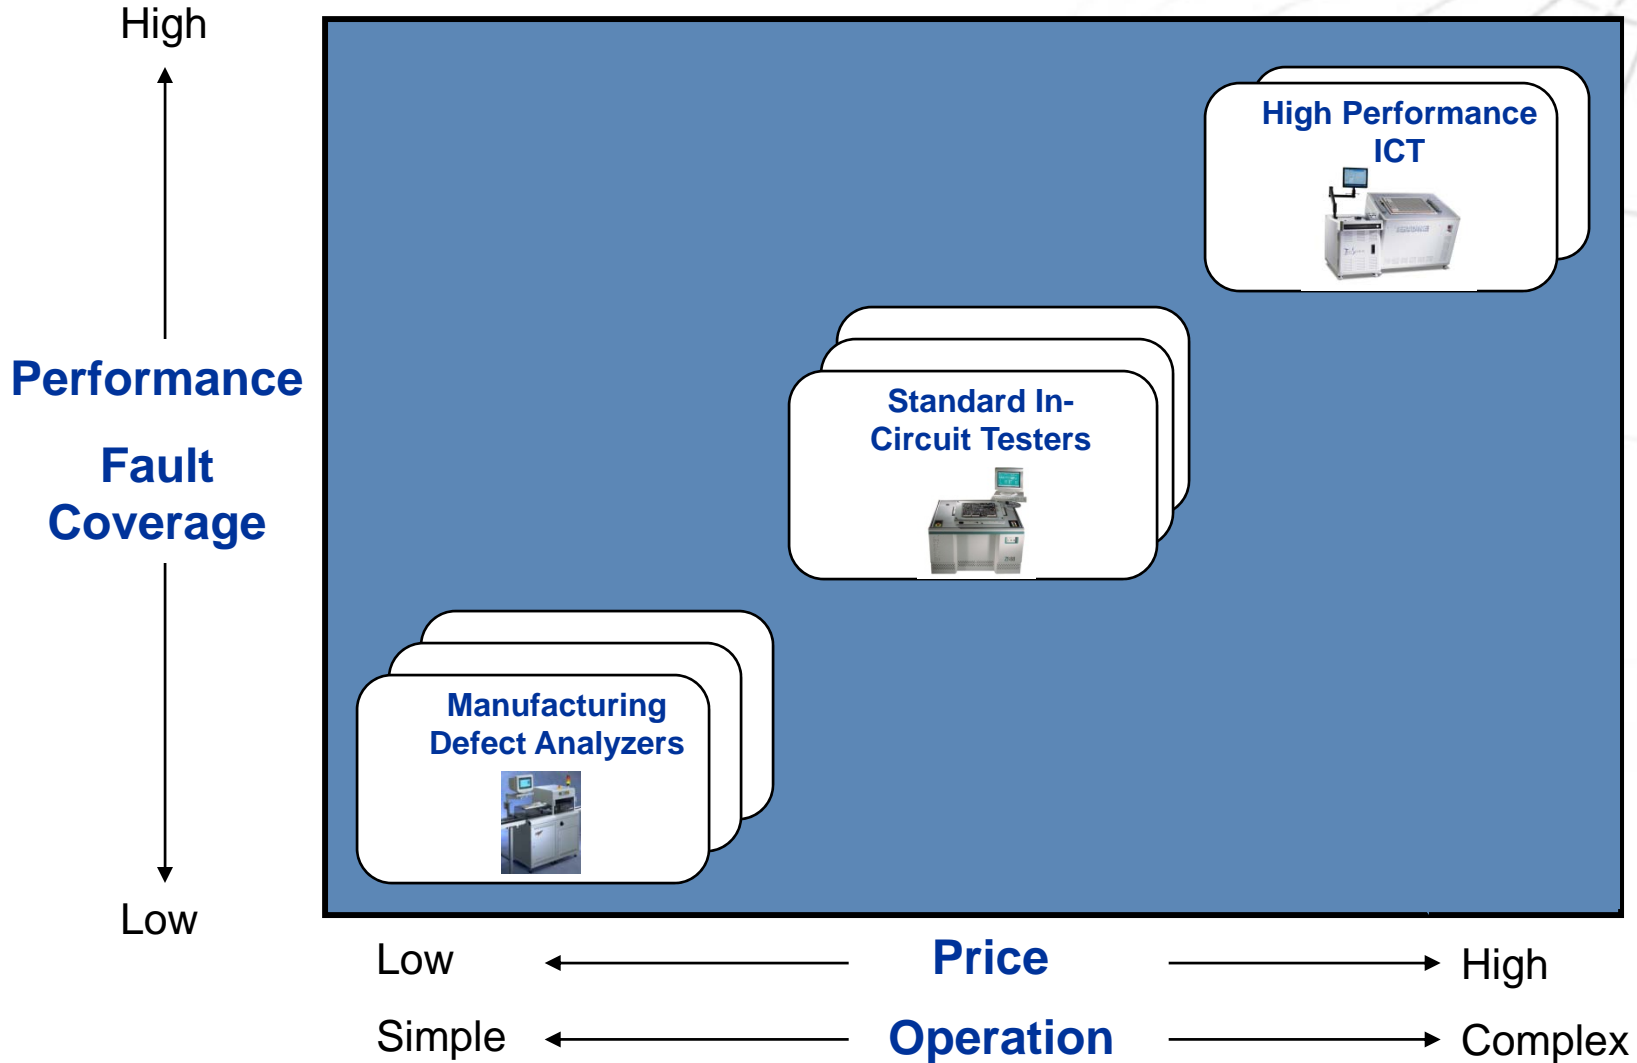 High
High Performance
ICT
Performance
Fault
Coverage
Standard In-
Circuit Testers
Manufacturing
Defect Analyzers
Low
Low
Price
High
Simple
Operation
Complex